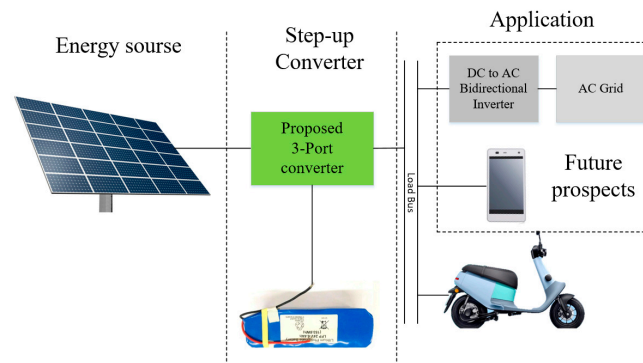 Energy sourse
Step-up
Converter
Application
Proposed
3-Port
converter
Load Bus
DC to AC
Bidirectional
Inverter
AC Grid
Future
prospects